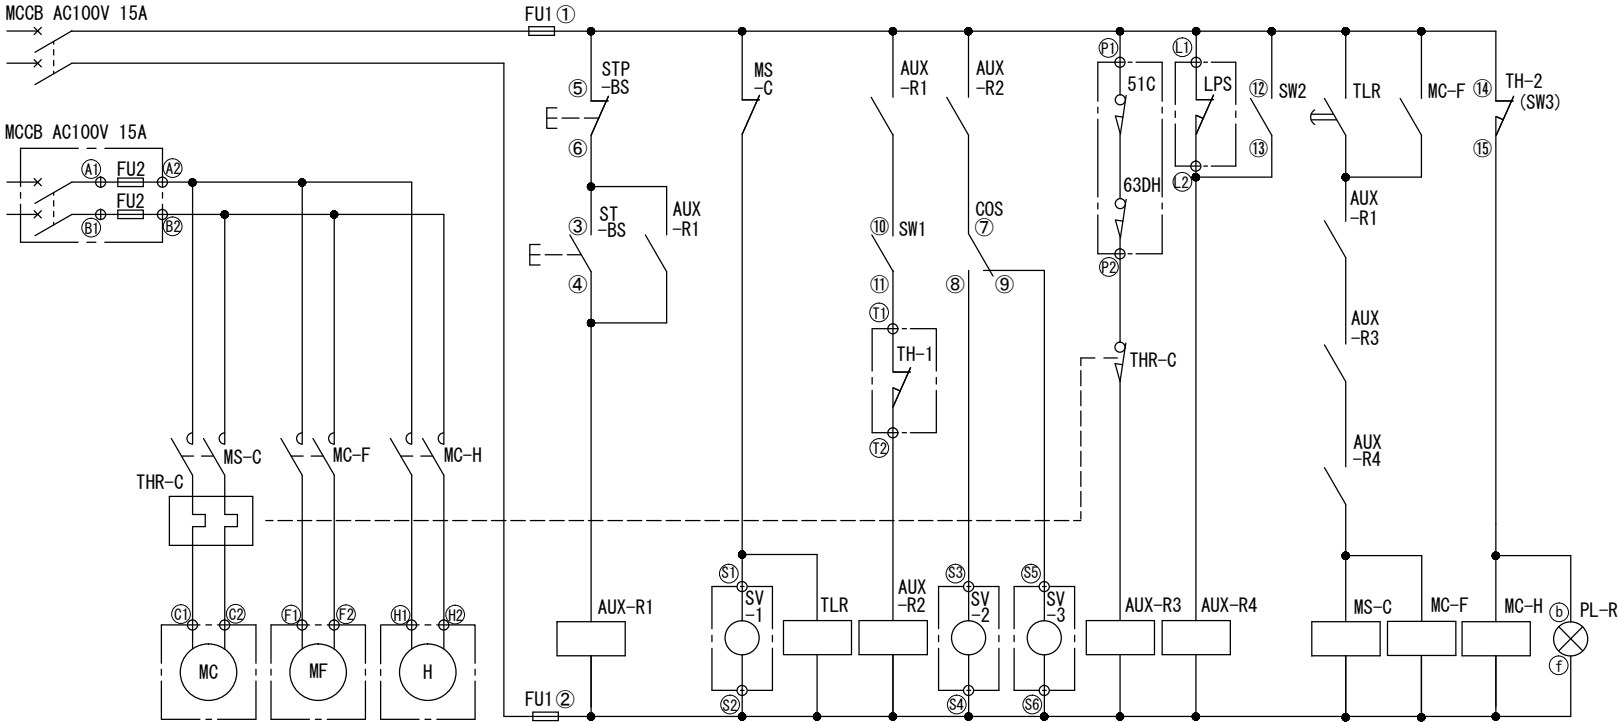 MCCB AC100V 15A
FU1 ①
STP
-BS
⑤
⑥
ST
-BS
③
④
AUX
-R1
MS
-C
AUX
-R1
AUX
-R2
⑩ SW1
⑪
T1
TH-1
T2
COS
⑦
⑧ ⑨
P1
51C
63DH
P2
THR-C
L1
LPS
L2
⑫ SW2
⑬
TLR
MC-F
AUX
-R1
AUX
-R3
AUX
-R4
⑭ TH-2
(SW3)
⑮
MCCB AC100V 15A
A1 FU2 A2
B1 FU2 B2
MS-C
MC-F
MC-H
THR-C
C1 C2
F1 F2
H1 H2
MC
MF
H
AUX-R1
S1
SV
-1
S2
TLR
AUX
-R2
S3
SV
-2
S4
S5
SV
-3
S6
AUX-R3
AUX-R4
MS-C
MC-F
MC-H
b PL-R
f
FU1 ②